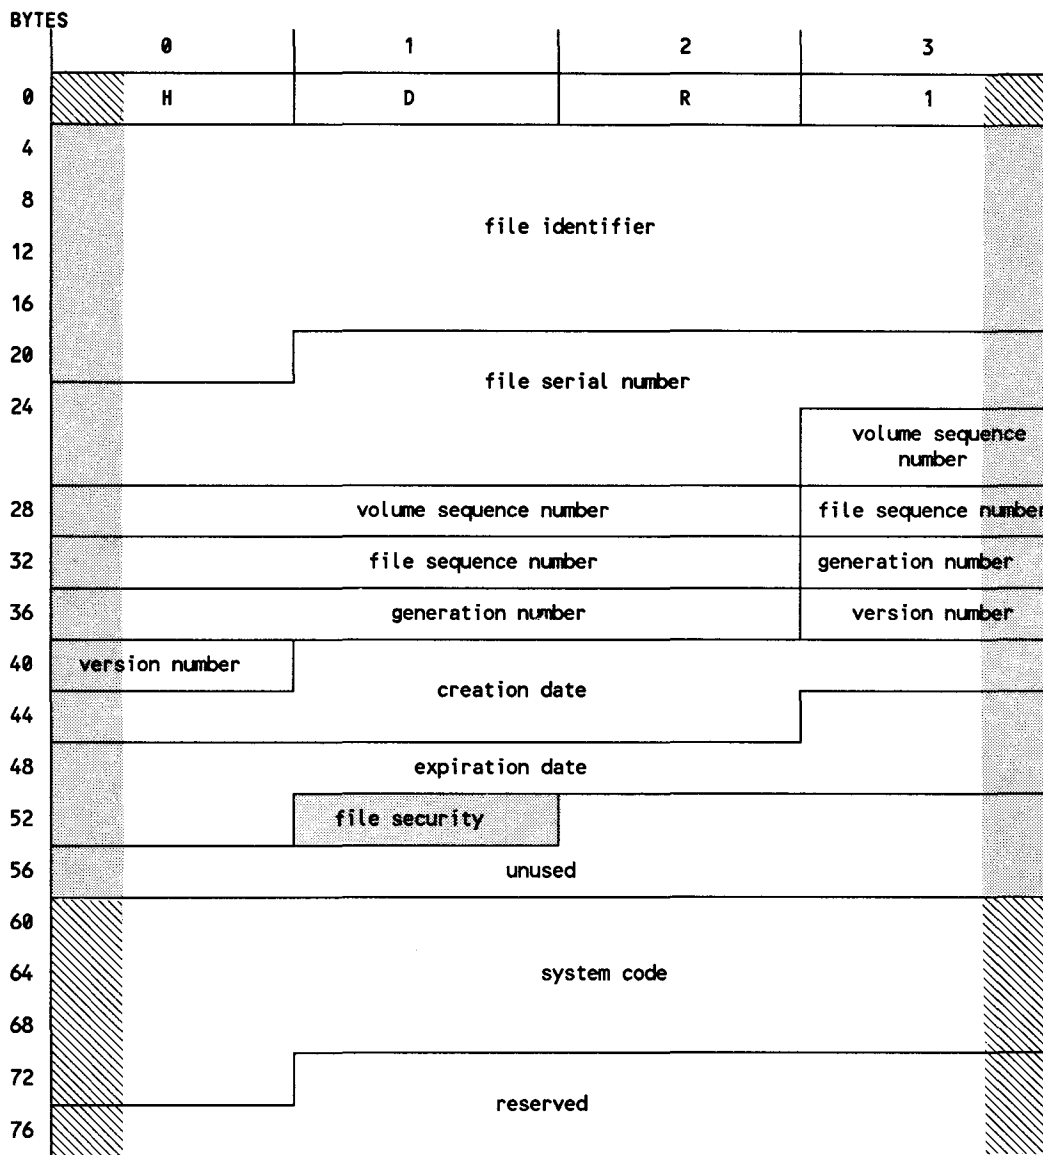 BYTES
0 1 2 3
0 H D R 1
4
8
file identifier
12
16
20
file serial number
24
volume sequence
number
28 volume sequence number file sequence number
32 file sequence number generation number
36 generation number version number
40 version number
creation date
44
48 expiration date
52 file security
56 unused
60
64 system code
68
72
reserved
76